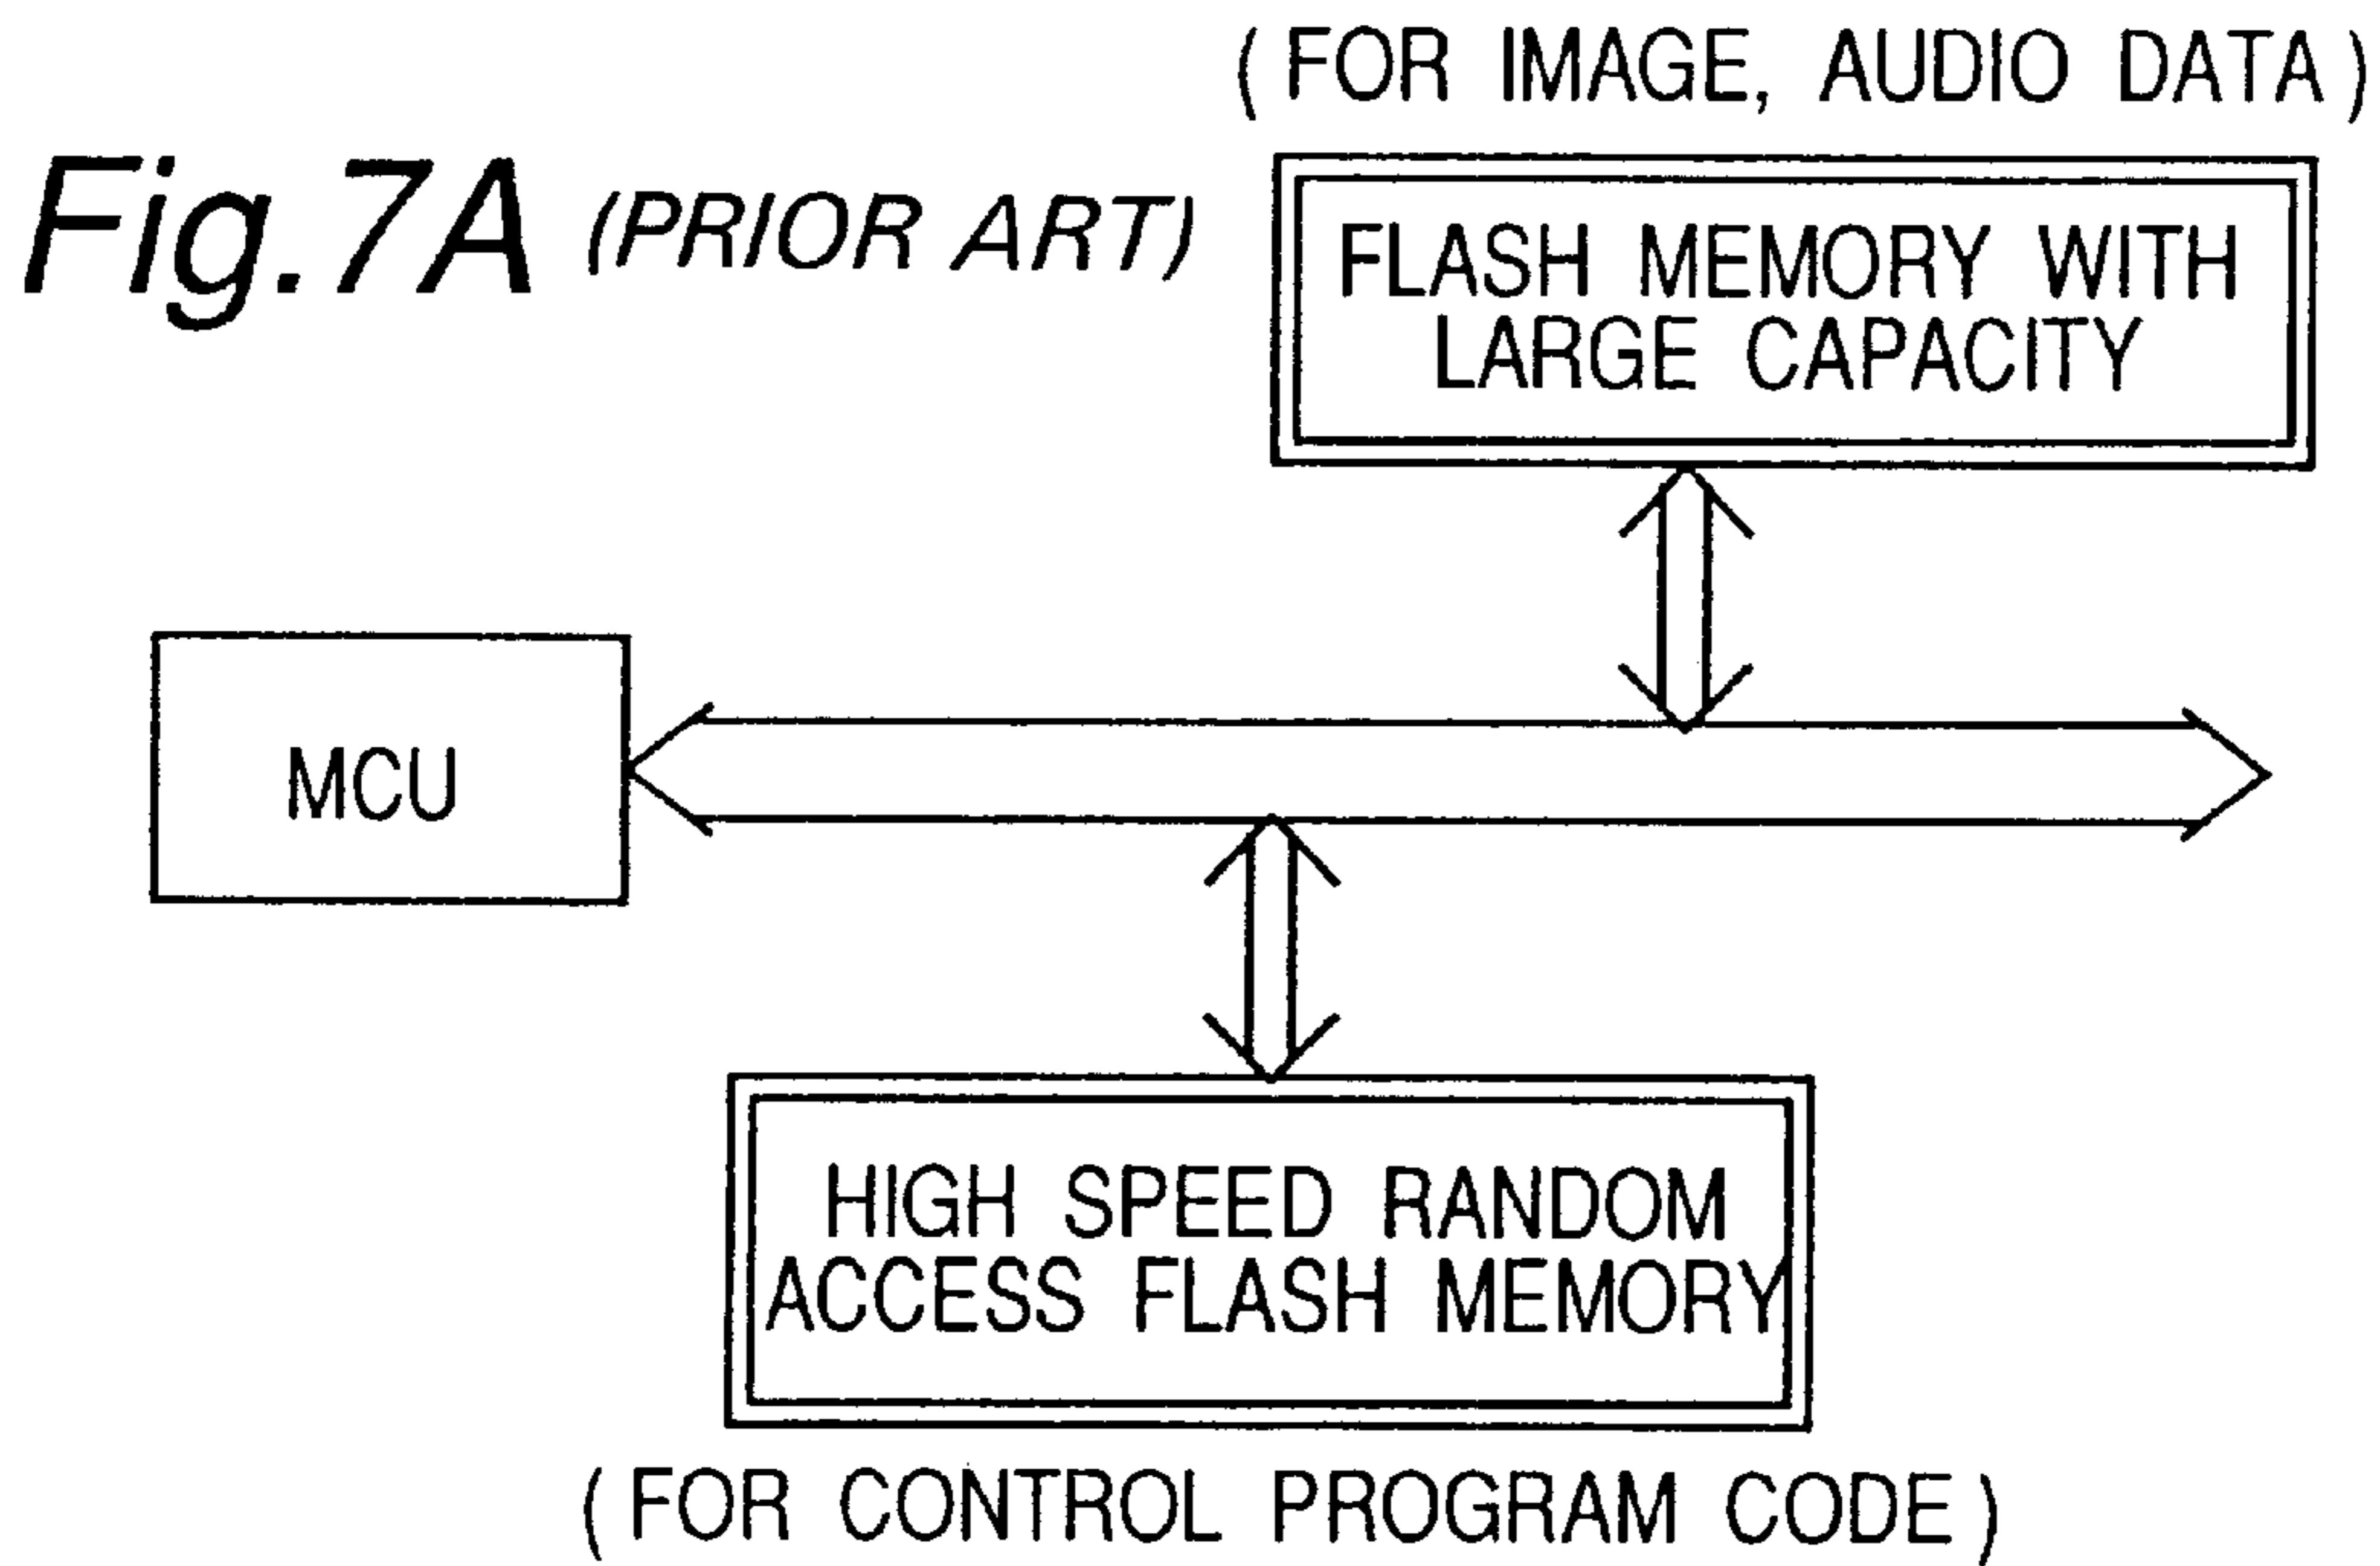 ( FOR IMAGE, AUDIO DATA )
Fig.7A (PRIOR ART)
FLASH MEMORY WITH
LARGE CAPACITY
MCU
HIGH SPEED RANDOM
ACCESS FLASH MEMORY
( FOR CONTROL PROGRAM CODE )